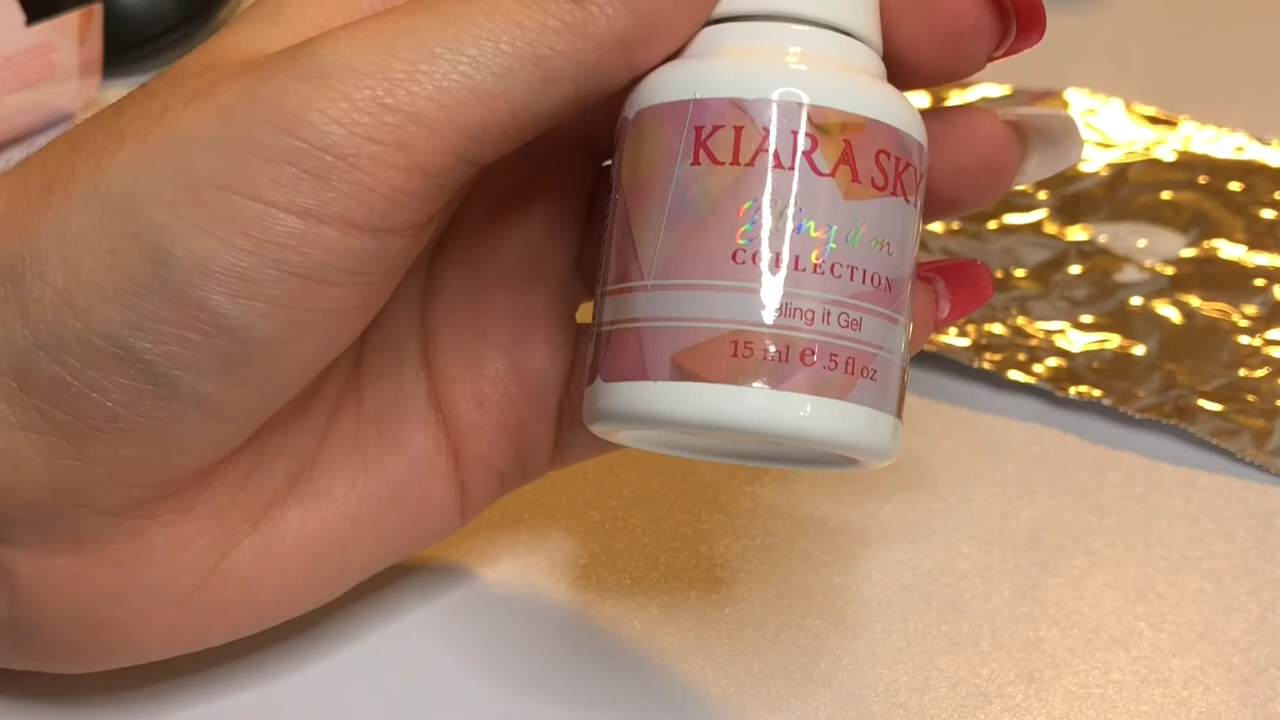 KIARA SKY
Bling it on
COLLECTION
Bling it Gel
15 ml e .5 fl oz